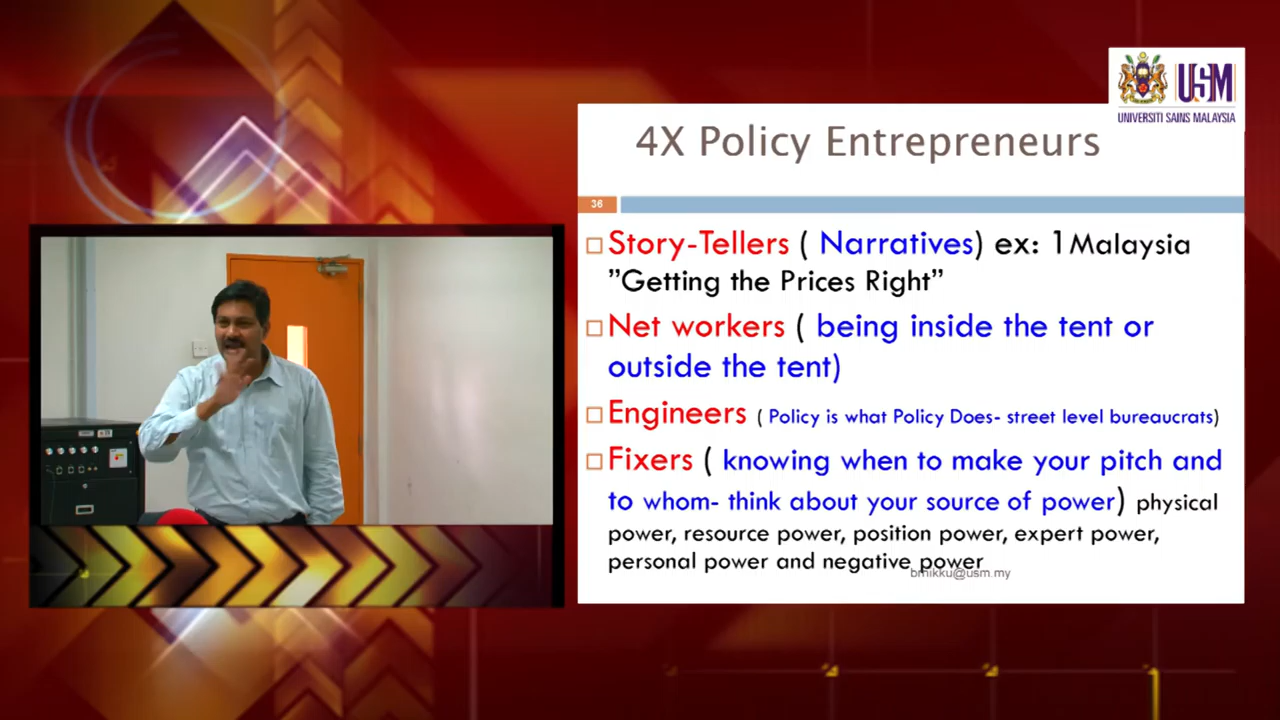 USM
UNIVERSITI SAINS MALAYSIA
4X Policy Entrepreneurs
36
Story-Tellers ( Narratives) ex: 1Malaysia
”Getting the Prices Right”
Net workers ( being inside the tent or
outside the tent)
Engineers ( Policy is what Policy Does- street level bureaucrats)
Fixers ( knowing when to make your pitch and
to whom- think about your source of power) physical
power, resource power, position power, expert power,
personal power and negative power
bmikku@usm.my